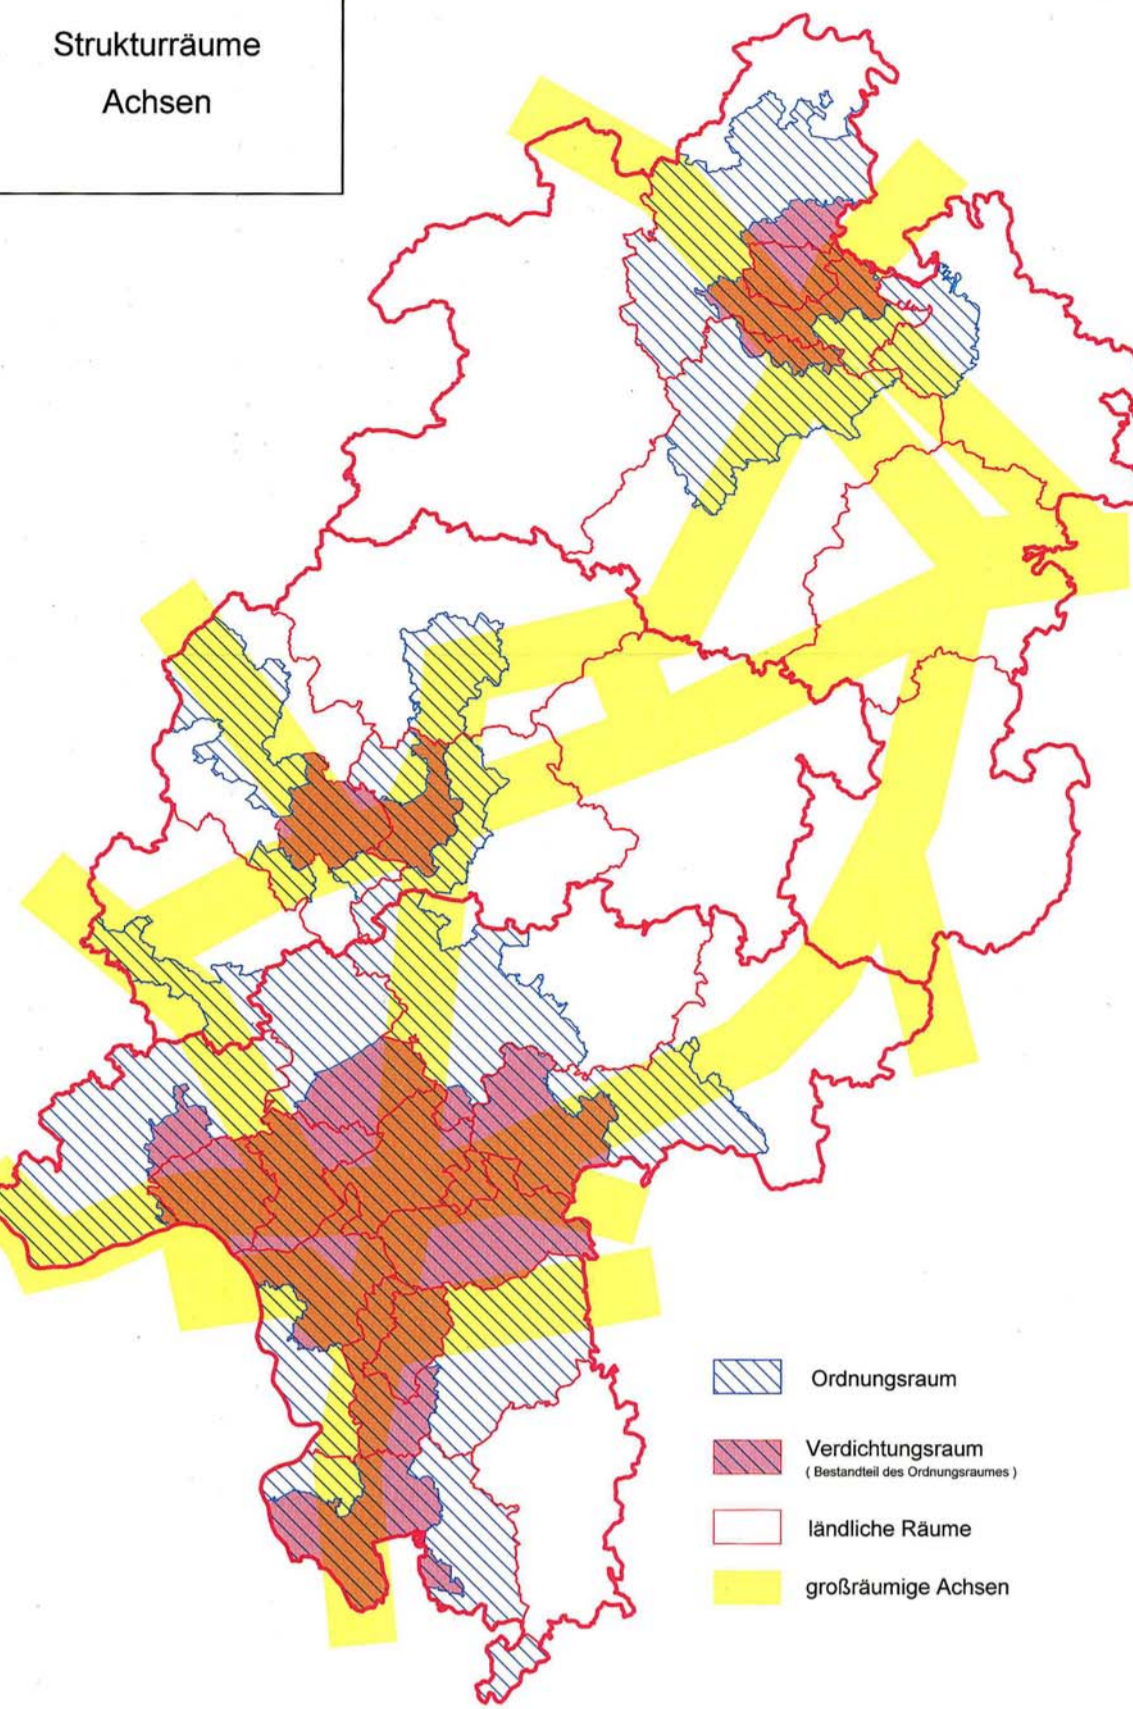 Strukturräume
Achsen
Ordnungsraum
Verdichtungsraum
( Bestandteil des Ordnungsraumes )
ländliche Räume
großräumige Achsen